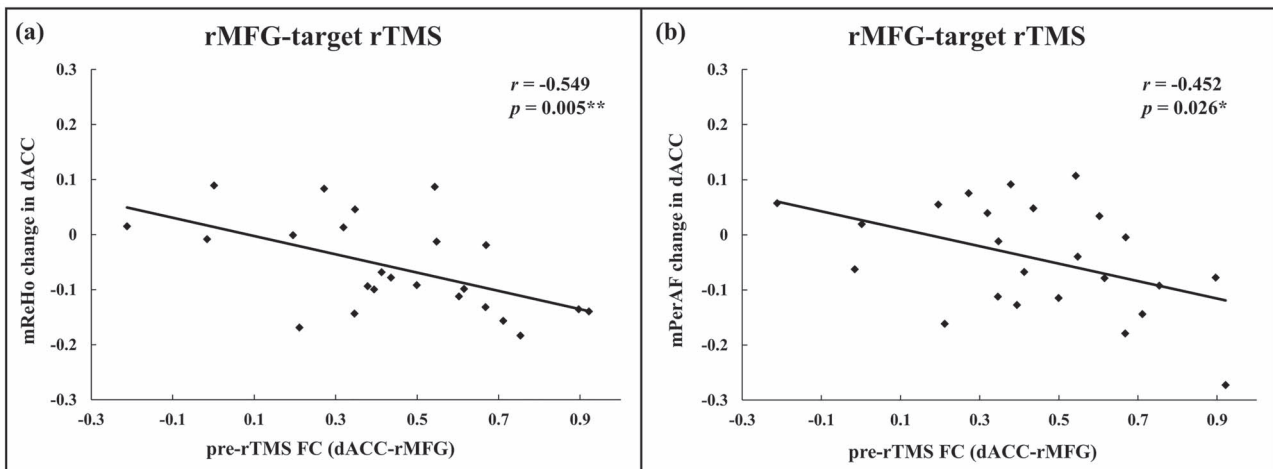 (a)
rMFG-target rTMS
r = -0.549
p = 0.005**
mReHo change in dACC
0.3
0.2
0.1
0
-0.1
-0.2
-0.3
-0.3 -0.1 0.1 0.3 0.5 0.7 0.9
pre-rTMS FC (dACC-rMFG)
(b)
rMFG-target rTMS
r = -0.452
p = 0.026*
mPerAF change in dACC
0.3
0.2
0.1
0
-0.1
-0.2
-0.3
-0.3 -0.1 0.1 0.3 0.5 0.7 0.9
pre-rTMS FC (dACC-rMFG)